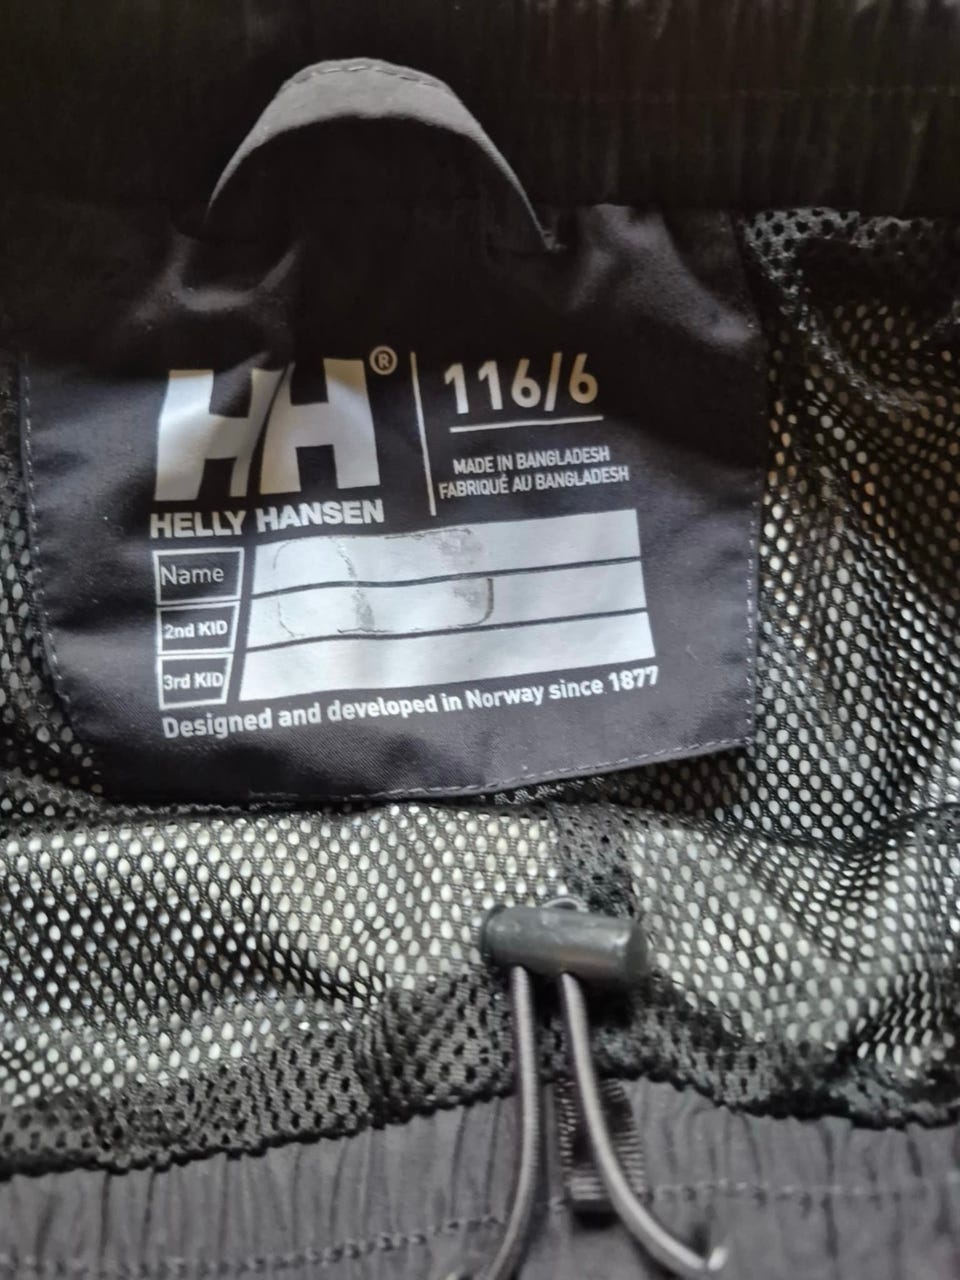 HH®
HELLY HANSEN
116/6
MADE IN BANGLADESH
FABRIQUÉ AU BANGLADESH
Name
2nd KID
3rd KID
Designed and developed in Norway since 1877